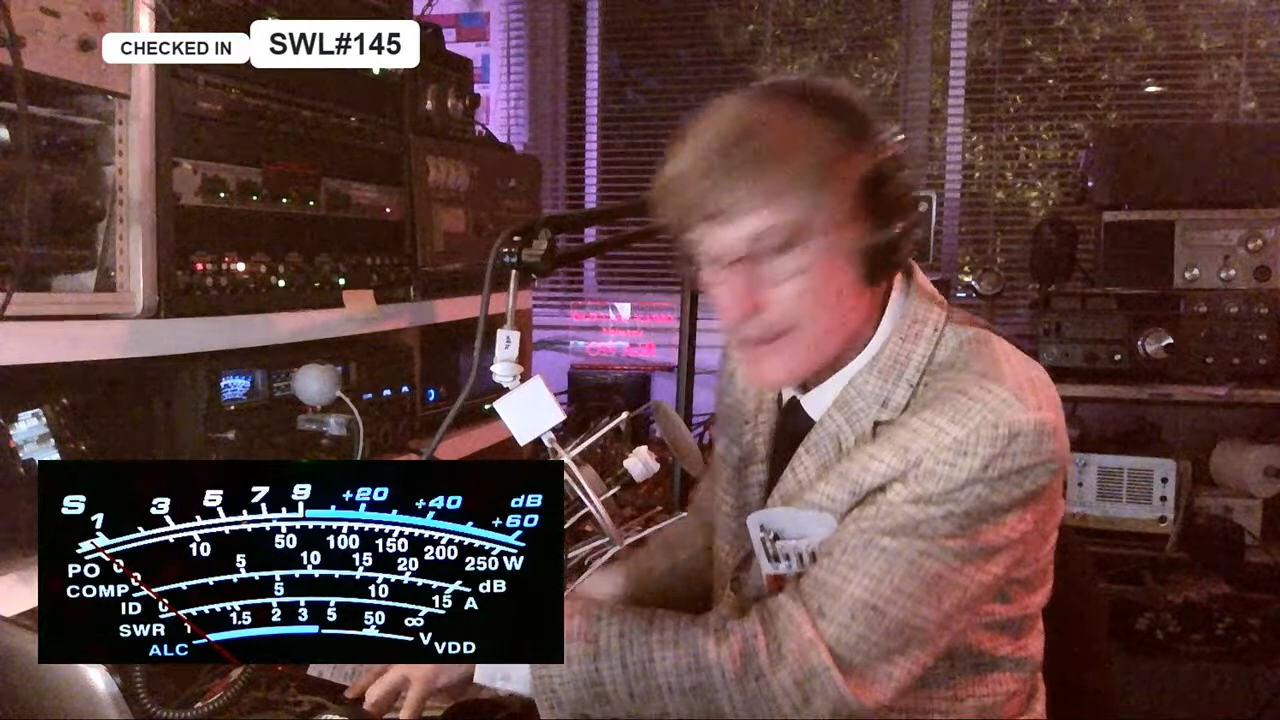 CHECKED IN SWL#145
S 1 3 5 7 9 +20 +40 +60 dB
PO 0 10 50 100 150 200 250 W
COMP 0 5 10 15 20 dB
ID 0 5 10 15 A
SWR 1 1.5 2 3 5 50 ∞
ALC
V VDD